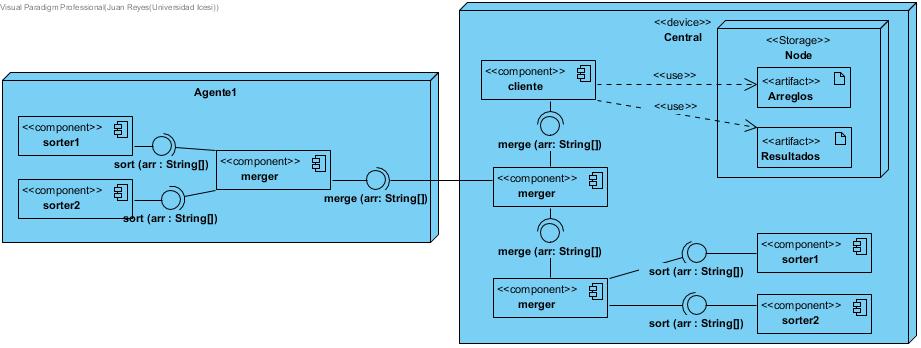 Visual Paradigm Professional(Juan Reyes(Universidad Icesi))
Agente1
<<component>>
sorter1
sort (arr : String[])
<<component>>
sorter2
sort (arr : String[])
<<component>>
merger
merge (arr: String[])
<<device>>
Central
<<Storage>>
Node
<<component>>
cliente
<<use>>
<<use>>
<<artifact>>
Arreglos
<<artifact>>
Resultados
merge (arr: String[])
<<component>>
merger
merge (arr: String[])
<<component>>
merger
sort (arr : String[])
<<component>>
sorter1
sort (arr : String[])
<<component>>
sorter2